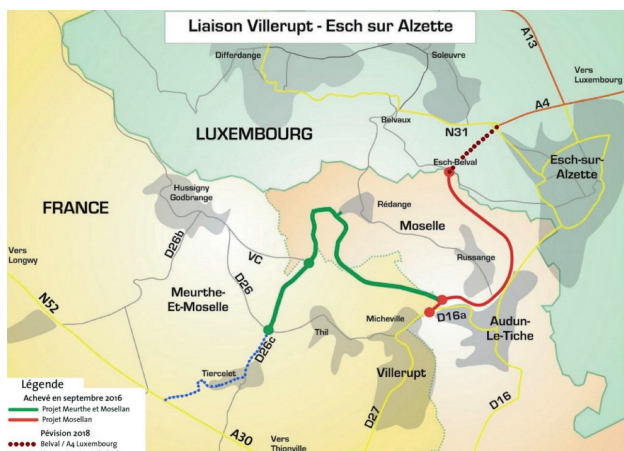 Liaison Villerupt - Esch sur Alzette
A13
Differdange
Soleuvre
Vers
Luxembourg
A4
Belvaux
N31
LUXEMBOURG
Esch-Belval
Esch-sur-
Alzette
Hussigny
Godbrange
FRANCE
Rédange
Moselle
D26b
VC
Vers
Longwy
D26
Russange
Meurthe-
Et-Moselle
N52
Micheville
D16a
Audun-
Le-Tiche
Thil
D26c
Tiercelet
Villerupt
D16
D27
A30
Vers
Thionville
Légende
Achevé en septembre 2016
Projet Meurthe et Mosellan
Projet Mosellan
Pévision 2018
Belval / A4 Luxembourg